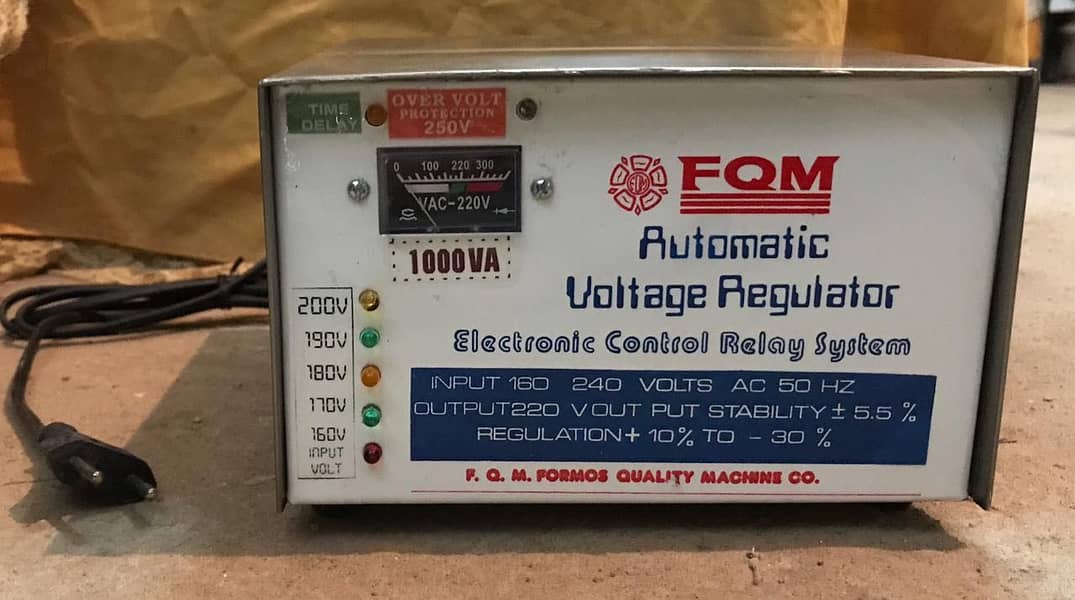 TIME
DELAY
OVER VOLT
PROTECTION
250V
0 100 220 300
VAC-220V
1000VA
FQM
Automatic
Voltage Regulator
Electronic Control Relay System
200V
190V
180V
170V
160V
INPUT
VOLT
INPUT 160 240 VOLTS AC 50 HZ
OUTPUT220 V OUT PUT STABILITY ± 5.5 %
REGULATION + 10% TO - 30 %
F. Q. M. FORMOS QUALITY MACHINE CO.